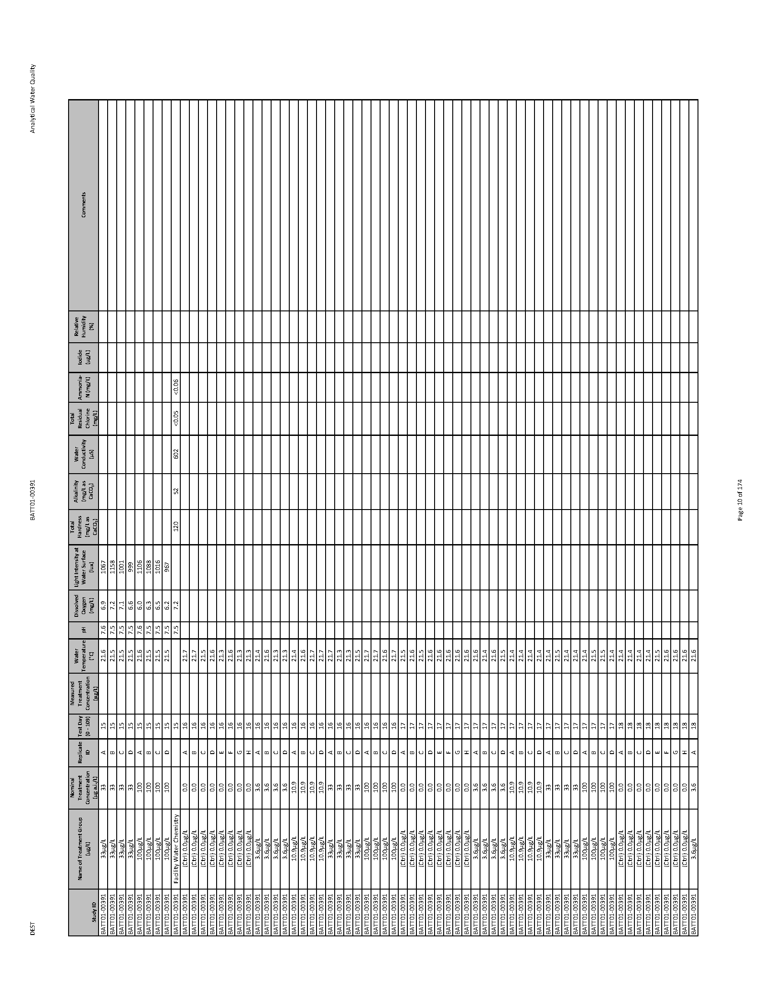 DEST BATT01-00391 Analytical Water Quality
Study ID Name of Treatment Group (µg/L) Nominal Treatment Concentration (µg a.i./L) Replicate ID Test Day (0 - 109) Measured Treatment Concentration (µg/L) Water Temperature (°C) pH Dissolved Oxygen (mg/L) Light Intensity at Water Surface (lux) Total Hardness (mg/L as CaCO₃) Alkalinity (mg/L as CaCO₃) Water Conductivity (µS) Total Residual Chlorine (mg/L) Ammonia-N (mg/L) Iodide (µg/L) Relative Humidity (%) Comments
BATT01-00391 33µg/L 33 A 15 21.6 7.6 6.9 1067
BATT01-00391 33µg/L 33 B 15 21.5 7.5 7.2 1158
BATT01-00391 33µg/L 33 C 15 21.5 7.5 7.1 1001
BATT01-00391 33µg/L 33 D 15 21.5 7.5 6.6 999
BATT01-00391 100µg/L 100 A 15 21.6 7.6 6.0 1106
BATT01-00391 100µg/L 100 B 15 21.5 7.5 6.3 1088
BATT01-00391 100µg/L 100 C 15 21.5 7.5 6.5 1016
BATT01-00391 100µg/L 100 D 15 21.5 7.5 6.2 967
BATT01-00391 Facility Water Chemistry 15 7.5 7.2 120 52 602 <0.05 <0.06
BATT01-00391 (Ctrl) 0.0µg/L 0.0 A 16 21.7
BATT01-00391 (Ctrl) 0.0µg/L 0.0 B 16 21.7
BATT01-00391 (Ctrl) 0.0µg/L 0.0 C 16 21.5
BATT01-00391 (Ctrl) 0.0µg/L 0.0 D 16 21.6
BATT01-00391 (Ctrl) 0.0µg/L 0.0 E 16 21.3
BATT01-00391 (Ctrl) 0.0µg/L 0.0 F 16 21.6
BATT01-00391 (Ctrl) 0.0µg/L 0.0 G 16 21.3
BATT01-00391 (Ctrl) 0.0µg/L 0.0 H 16 21.3
BATT01-00391 3.6µg/L 3.6 A 16 21.4
BATT01-00391 3.6µg/L 3.6 B 16 21.6
BATT01-00391 3.6µg/L 3.6 C 16 21.3
BATT01-00391 3.6µg/L 3.6 D 16 21.3
BATT01-00391 10.9µg/L 10.9 A 16 21.4
BATT01-00391 10.9µg/L 10.9 B 16 21.6
BATT01-00391 10.9µg/L 10.9 C 16 21.7
BATT01-00391 10.9µg/L 10.9 D 16 21.7
BATT01-00391 33µg/L 33 A 16 21.7
BATT01-00391 33µg/L 33 B 16 21.3
BATT01-00391 33µg/L 33 C 16 21.3
BATT01-00391 33µg/L 33 D 16 21.5
BATT01-00391 100µg/L 100 A 16 21.7
BATT01-00391 100µg/L 100 B 16 21.7
BATT01-00391 100µg/L 100 C 16 21.6
BATT01-00391 100µg/L 100 D 16 21.7
BATT01-00391 (Ctrl) 0.0µg/L 0.0 A 17 21.5
BATT01-00391 (Ctrl) 0.0µg/L 0.0 B 17 21.6
BATT01-00391 (Ctrl) 0.0µg/L 0.0 C 17 21.5
BATT01-00391 (Ctrl) 0.0µg/L 0.0 D 17 21.5
BATT01-00391 (Ctrl) 0.0µg/L 0.0 E 17 21.6
BATT01-00391 (Ctrl) 0.0µg/L 0.0 F 17 21.6
BATT01-00391 (Ctrl) 0.0µg/L 0.0 G 17 21.6
BATT01-00391 (Ctrl) 0.0µg/L 0.0 H 17 21.6
BATT01-00391 3.6µg/L 3.6 A 17 21.6
BATT01-00391 3.6µg/L 3.6 B 17 21.4
BATT01-00391 3.6µg/L 3.6 C 17 21.4
BATT01-00391 3.6µg/L 3.6 D 17 21.5
BATT01-00391 10.9µg/L 10.9 A 17 21.4
BATT01-00391 10.9µg/L 10.9 B 17 21.4
BATT01-00391 10.9µg/L 10.9 C 17 21.4
BATT01-00391 10.9µg/L 10.9 D 17 21.4
BATT01-00391 33µg/L 33 A 17 21.4
BATT01-00391 33µg/L 33 B 17 21.5
BATT01-00391 33µg/L 33 C 17 21.4
BATT01-00391 33µg/L 33 D 17 21.4
BATT01-00391 100µg/L 100 A 17 21.4
BATT01-00391 100µg/L 100 B 17 21.5
BATT01-00391 100µg/L 100 C 17 21.5
BATT01-00391 100µg/L 100 D 17 21.4
BATT01-00391 (Ctrl) 0.0µg/L 0.0 A 18 21.4
BATT01-00391 (Ctrl) 0.0µg/L 0.0 B 18 21.4
BATT01-00391 (Ctrl) 0.0µg/L 0.0 C 18 21.4
BATT01-00391 (Ctrl) 0.0µg/L 0.0 D 18 21.4
BATT01-00391 (Ctrl) 0.0µg/L 0.0 E 18 21.5
BATT01-00391 (Ctrl) 0.0µg/L 0.0 F 18 21.6
BATT01-00391 (Ctrl) 0.0µg/L 0.0 G 18 21.6
BATT01-00391 (Ctrl) 0.0µg/L 0.0 H 18 21.6
BATT01-00391 3.6µg/L 3.6 A 18 21.6
Page 10 of 174